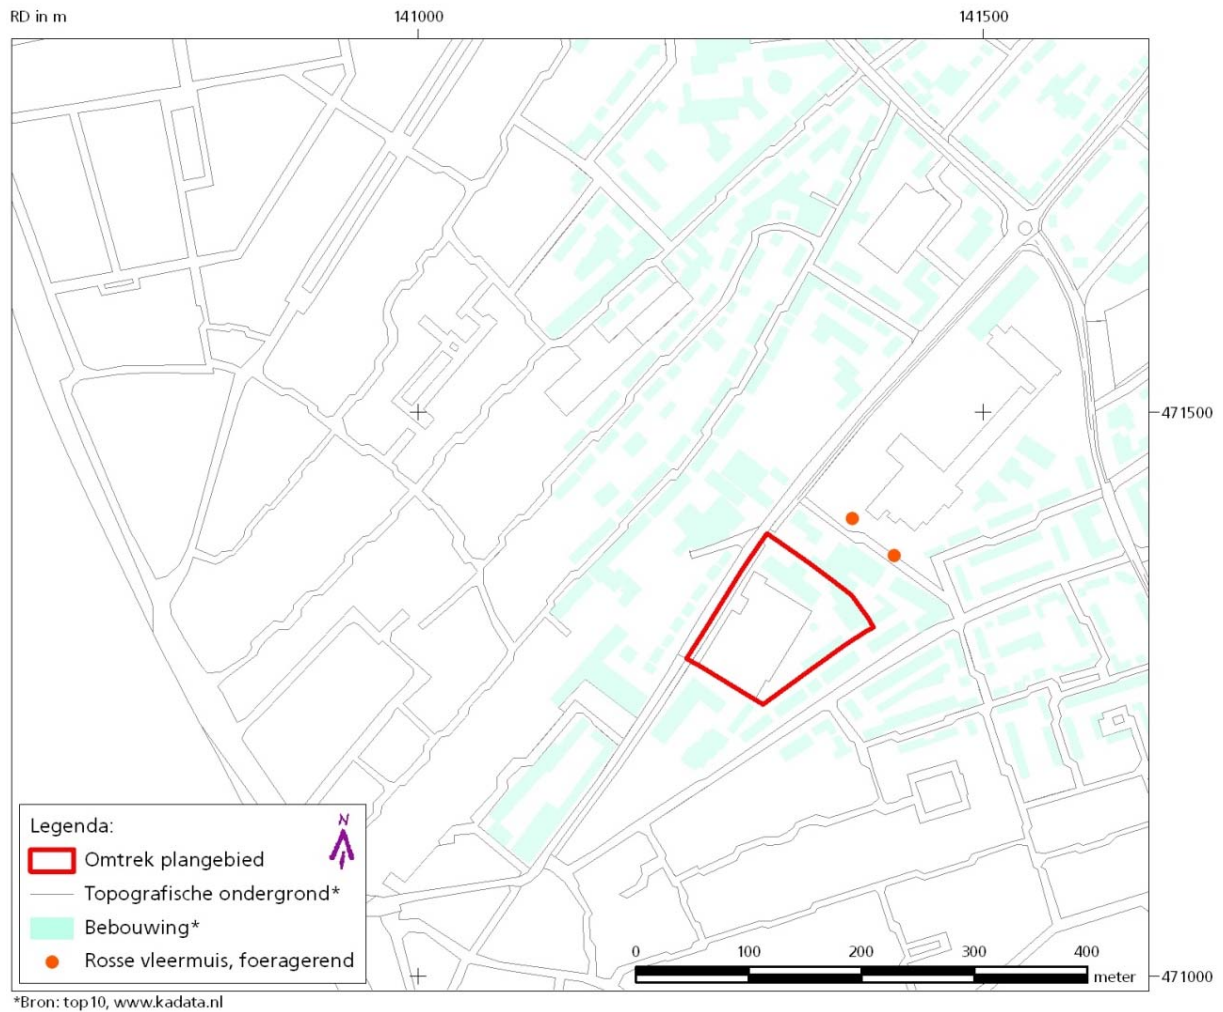 RD in m
141000
141500
471500
471000
Legenda:
N
Omtrek plangebied
Topografische ondergrond*
Bebouwing*
Rosse vleermuis, foeragerend
0 100 200 300 400
meter
*Bron: top10, www.kadata.nl